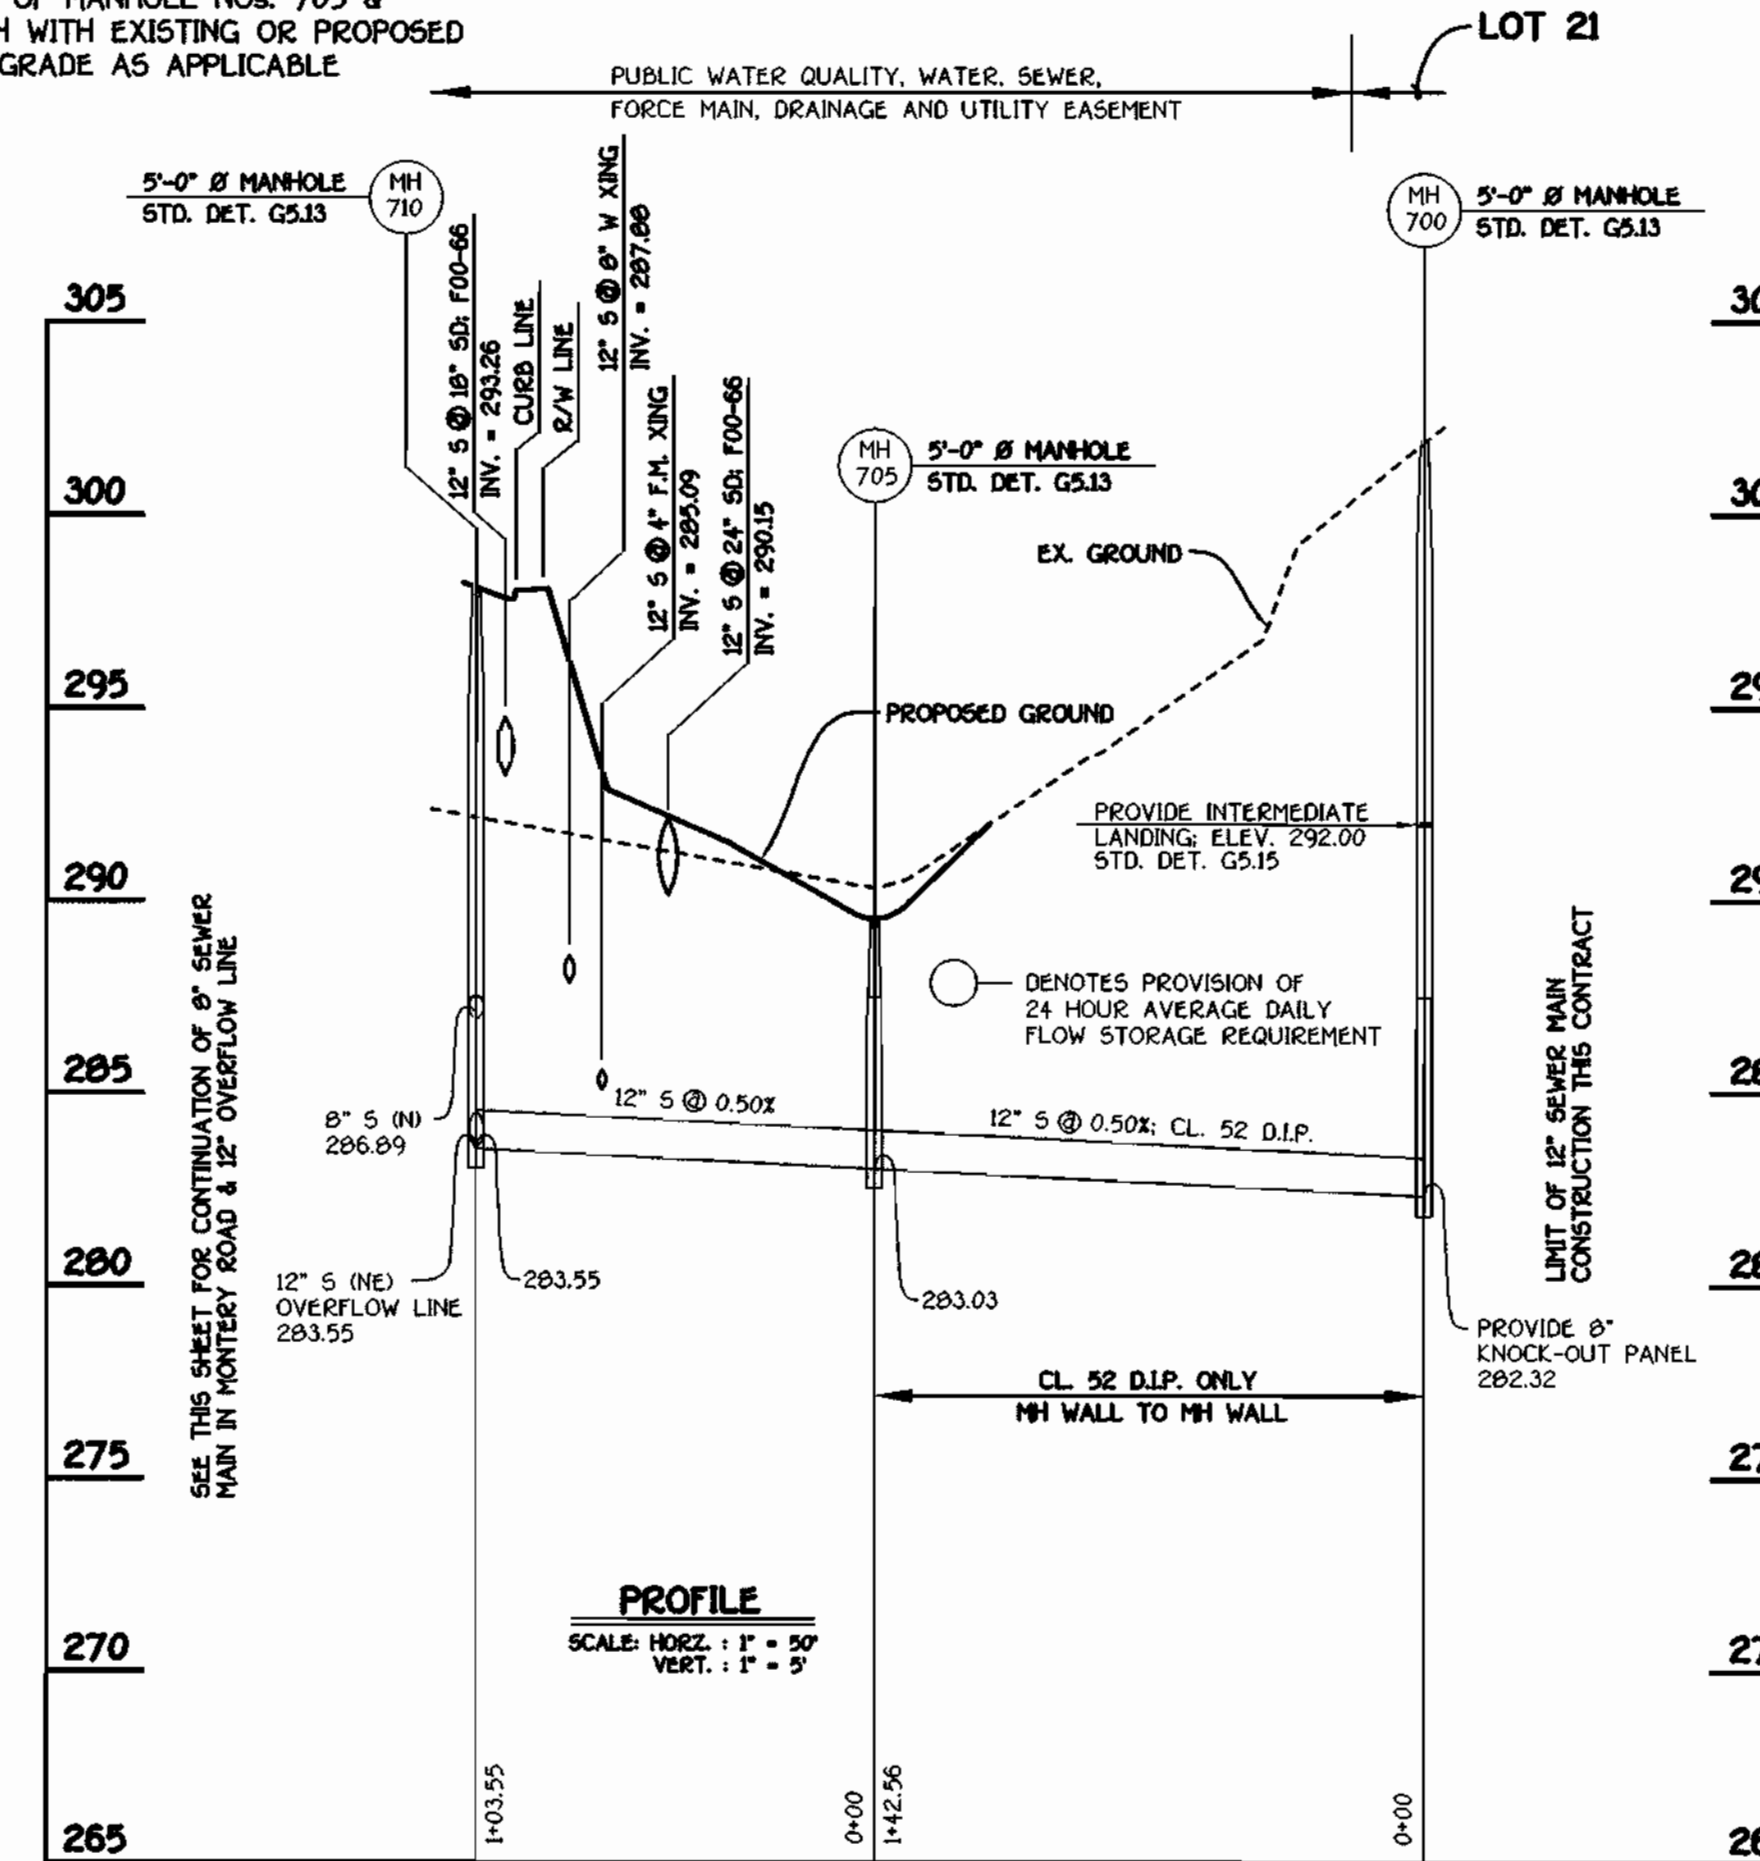 OF MANHOLE NOs. 705 &
WITH EXISTING OR PROPOSED
GRADE AS APPLICABLE
LOT 21
PUBLIC WATER QUALITY, WATER, SEWER,
FORCE MAIN, DRAINAGE AND UTILITY EASEMENT
5'-0" Ø MANHOLE
STD. DET. G5.13
MH
710
12" S @ 18" SD; F00-66
INV. = 293.26
CURB LINE
R/W LINE
12" S @ 8" W XING
INV. = 287.88
12" S @ 4" F.M. XING
INV. = 285.09
12" S @ 24" SD; F00-66
INV. = 290.15
MH
705
5'-0" Ø MANHOLE
STD. DET. G5.13
MH
700
5'-0" Ø MANHOLE
STD. DET. G5.13
305
300
295
290
285
280
275
270
265
EX. GROUND
PROPOSED GROUND
PROVIDE INTERMEDIATE
LANDING; ELEV. 292.00
STD. DET. G5.15
DENOTES PROVISION OF
24 HOUR AVERAGE DAILY
FLOW STORAGE REQUIREMENT
SEE THIS SHEET FOR CONTINUATION OF 8" SEWER
MAIN IN MONTERY ROAD & 12" OVERFLOW LINE
8" S (N)
286.89
12" S @ 0.50%
12" S @ 0.50%; CL. 52 D.I.P.
LIMIT OF 12" SEWER MAIN
CONSTRUCTION THIS CONTRACT
12" S (NE)
OVERFLOW LINE
283.55
283.55
283.03
PROVIDE 8"
KNOCK-OUT PANEL
282.32
CL. 52 D.I.P. ONLY
MH WALL TO MH WALL
PROFILE
SCALE: HORZ. : 1" = 50'
VERT. : 1" = 5'
1+03.55
0+00
1+42.56
0+00